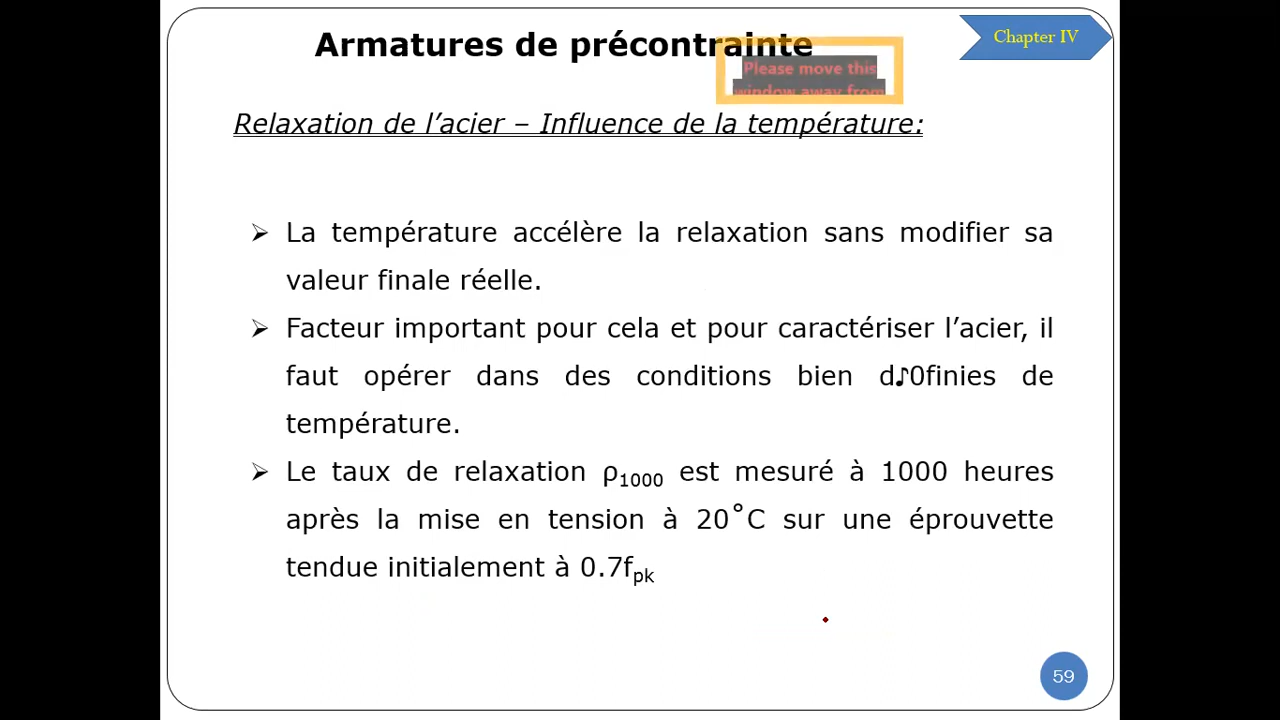 Armatures de précontrainte
Chapter IV
Please move this
window away from
Relaxation de l’acier – Influence de la température:
➢ La température accélère la relaxation sans modifier sa
valeur finale réelle.
➢ Facteur important pour cela et pour caractériser l’acier, il
faut opérer dans des conditions bien d♪0finies de
température.
➢ Le taux de relaxation ρ1000 est mesuré à 1000 heures
après la mise en tension à 20˚C sur une éprouvette
tendue initialement à 0.7fpk
59